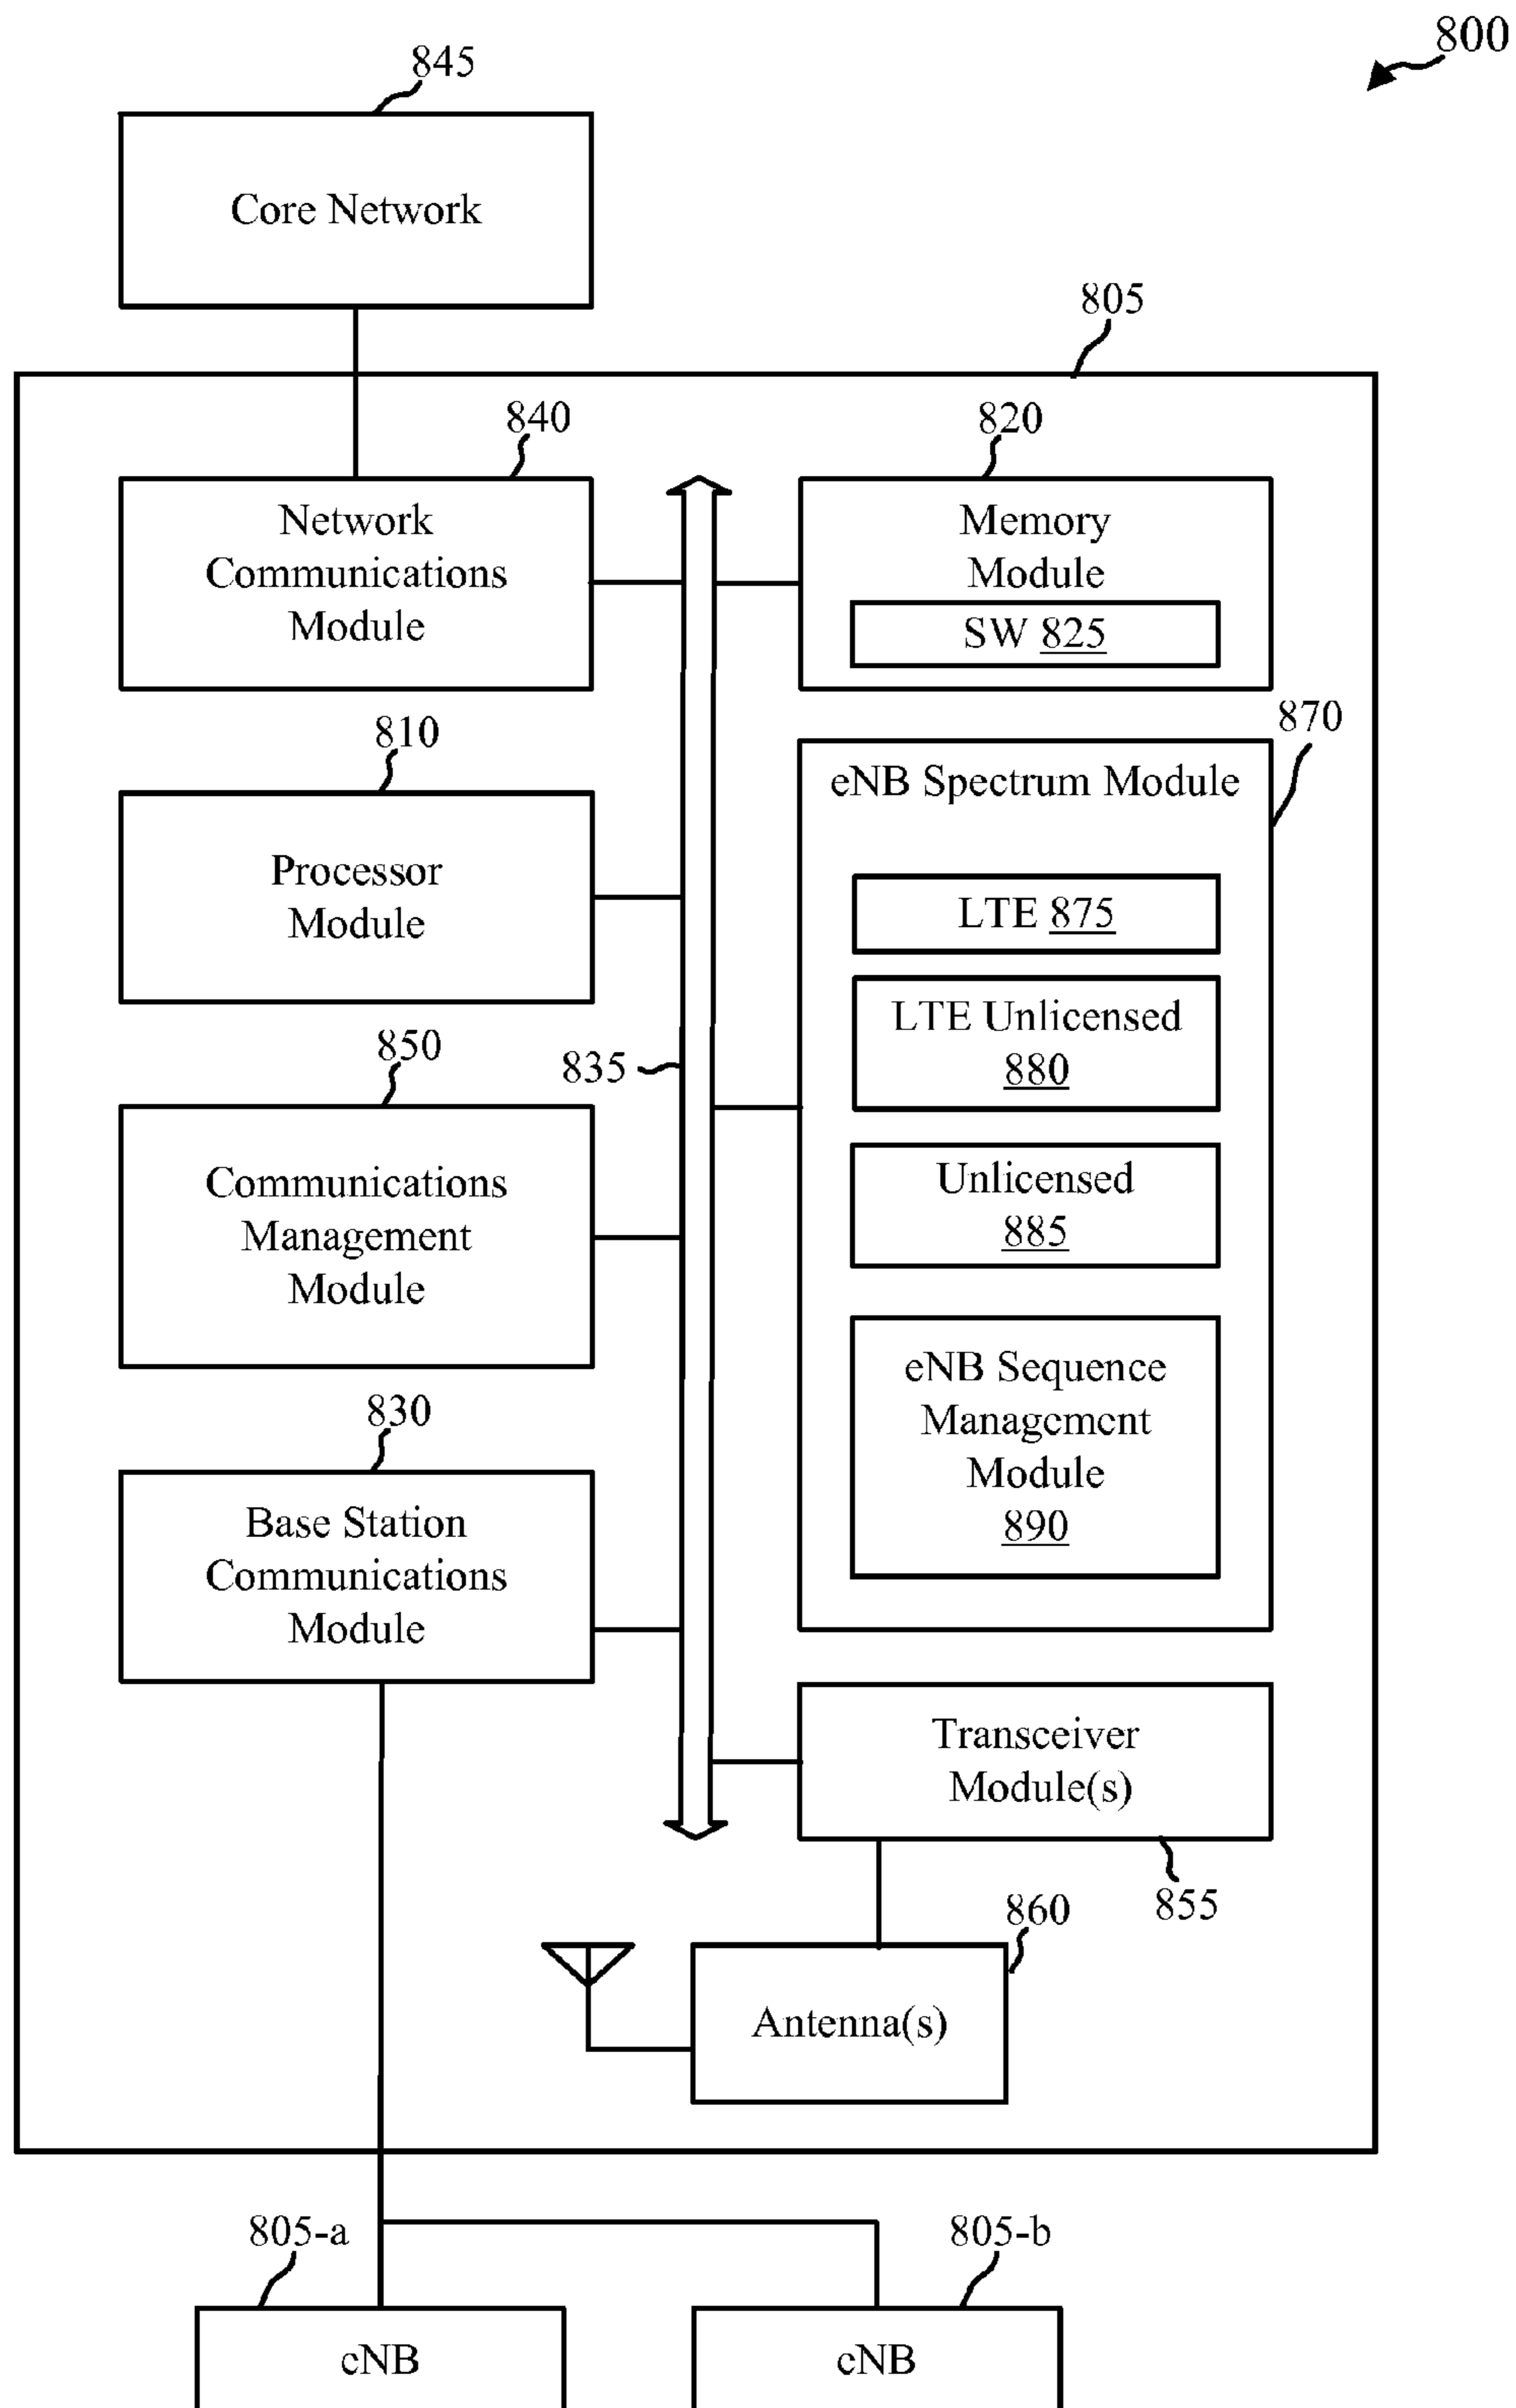 800
845
Core Network
805
840
Network
Communications
Module
820
Memory
Module
SW 825
810
Processor
Module
870
eNB Spectrum Module
LTE 875
LTE Unlicensed
880
Unlicensed
885
eNB Sequence
Management
Module
890
850
Communications
Management
Module
835
830
Base Station
Communications
Module
Transceiver
Module(s)
855
860
Antenna(s)
805-a
eNB
805-b
eNB